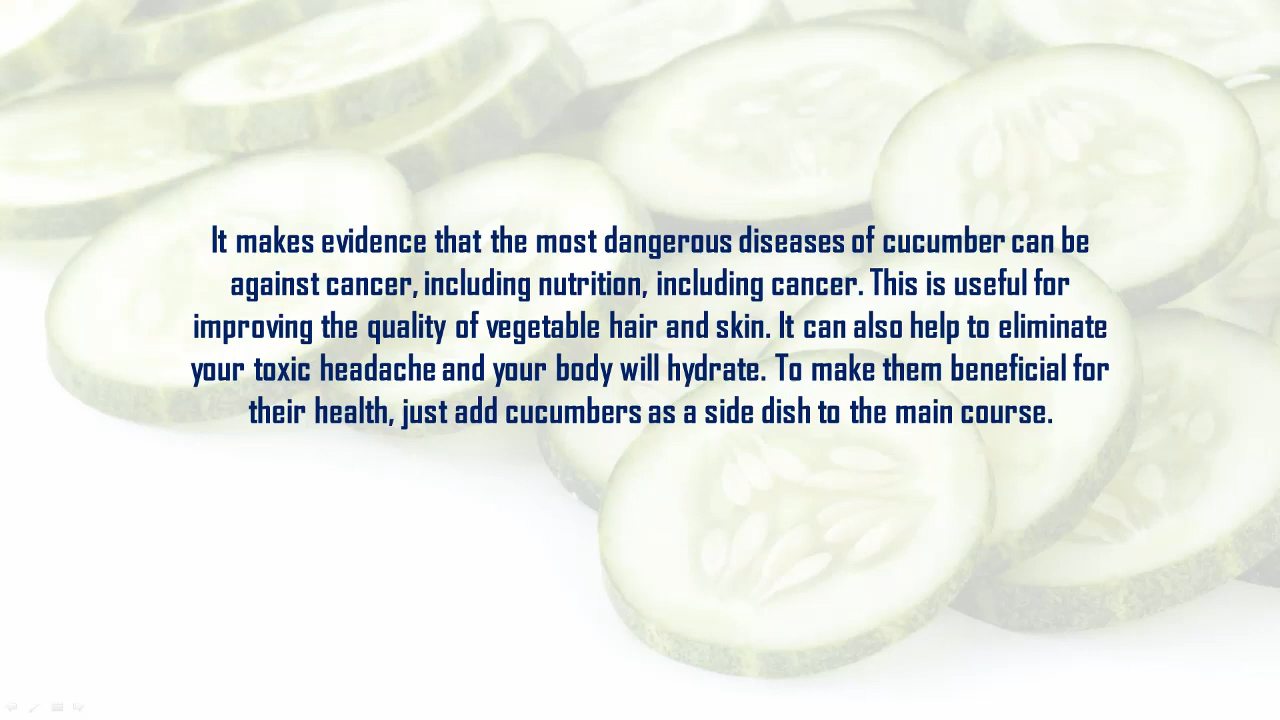 It makes evidence that the most dangerous diseases of cucumber can be
against cancer, including nutrition, including cancer. This is useful for
improving the quality of vegetable hair and skin. It can also help to eliminate
your toxic headache and your body will hydrate. To make them beneficial for
their health, just add cucumbers as a side dish to the main course.